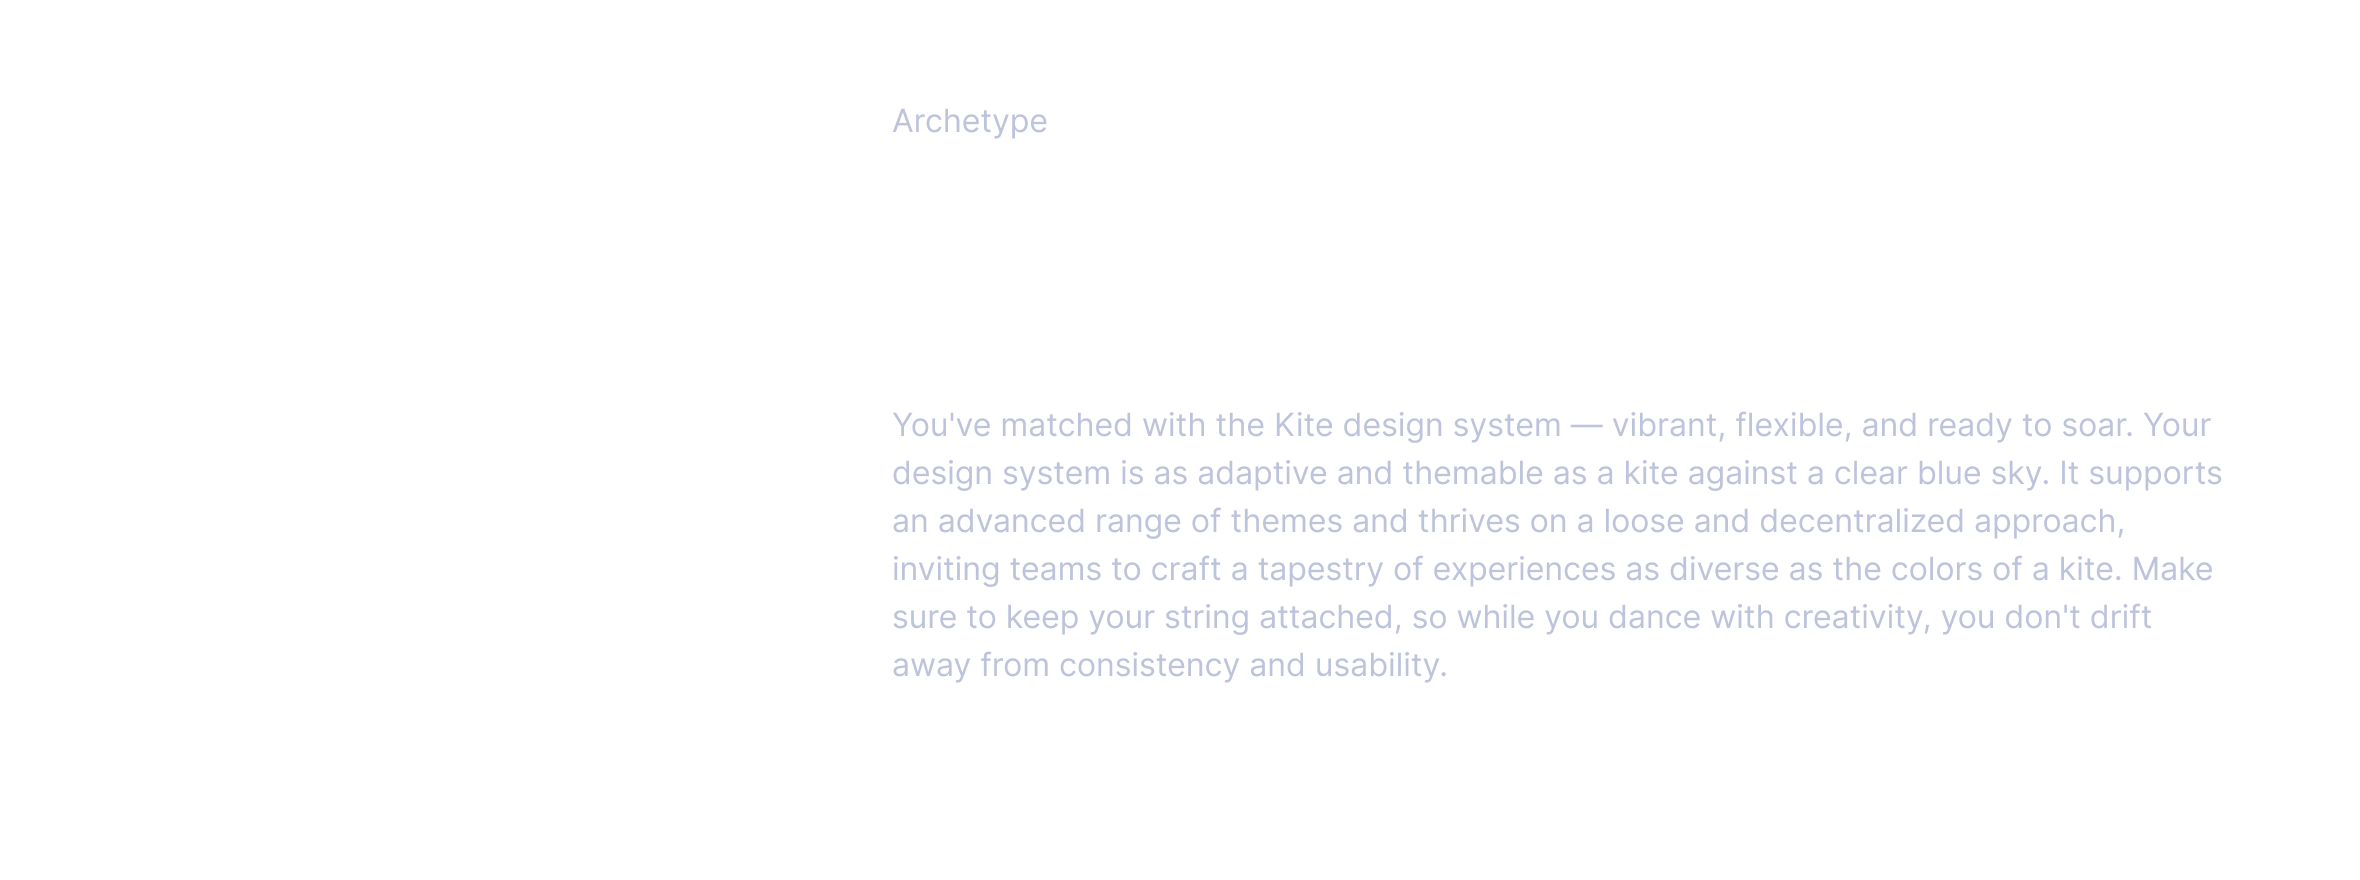 Archetype
You've matched with the Kite design system — vibrant, flexible, and ready to soar. Your
design system is as adaptive and themable as a kite against a clear blue sky. It supports
an advanced range of themes and thrives on a loose and decentralized approach,
inviting teams to craft a tapestry of experiences as diverse as the colors of a kite. Make
sure to keep your string attached, so while you dance with creativity, you don't drift
away from consistency and usability.